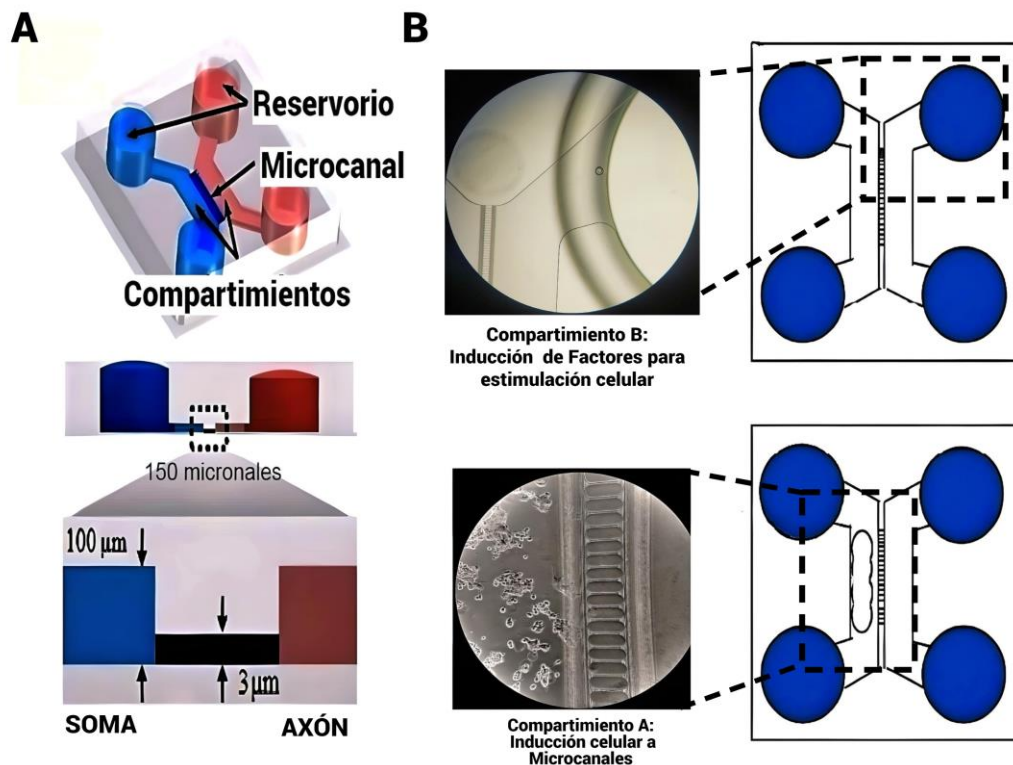 A
Reservorio
Microcanal
Compartimientos
150 micronales
100 µm
3 µm
SOMA
AXÓN
B
Compartimiento B:
Inducción de Factores para
estimulación celular
Compartimiento A:
Inducción celular a
Microcanales